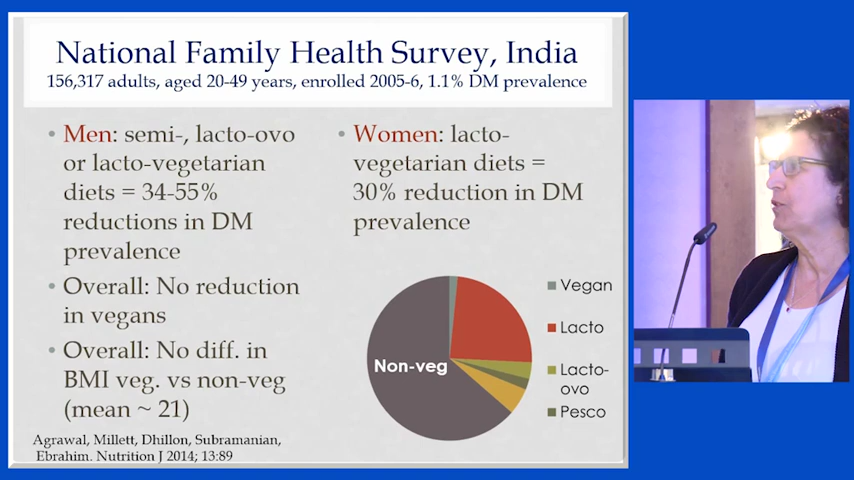 National Family Health Survey, India
156,317 adults, aged 20-49 years, enrolled 2005-6, 1.1% DM prevalence
• Men: semi-, lacto-ovo
or lacto-vegetarian
diets = 34-55%
reductions in DM
prevalence
• Overall: No reduction
in vegans
• Overall: No diff. in
BMI veg. vs non-veg
(mean ~ 21)
Agrawal, Millett, Dhillon, Subramanian,
Ebrahim. Nutrition J 2014; 13:89
• Women: lacto-
vegetarian diets =
30% reduction in DM
prevalence
Non-veg
Vegan
Lacto
Lacto-
ovo
Pesco